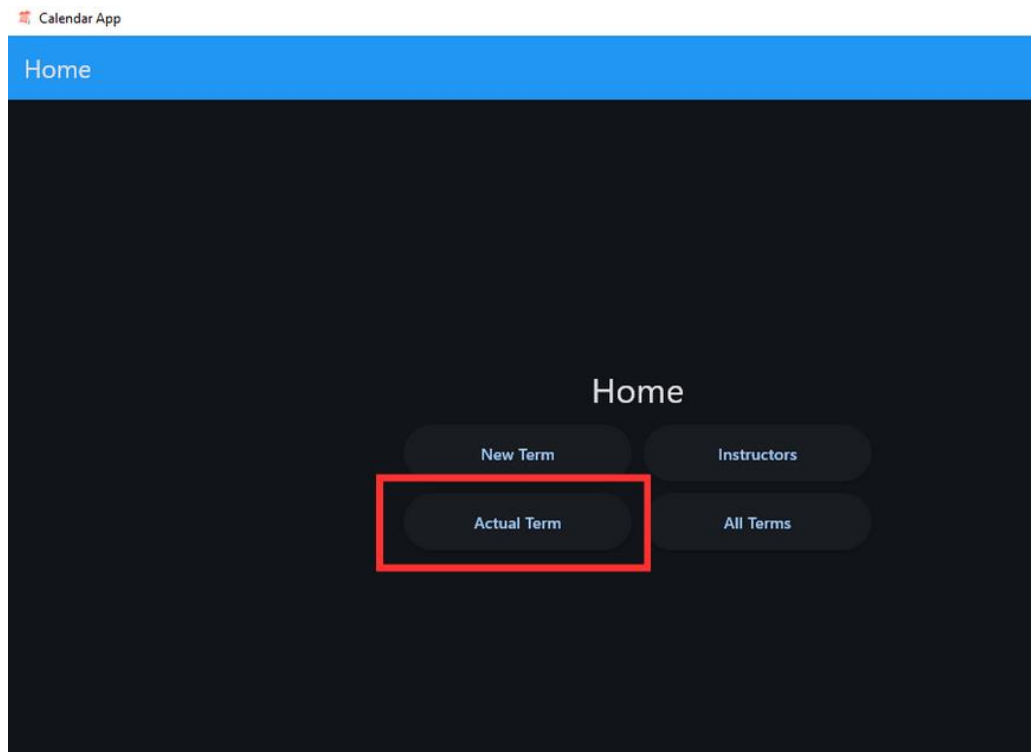 Calendar App
Home
Home
New Term
Instructors
Actual Term
All Terms